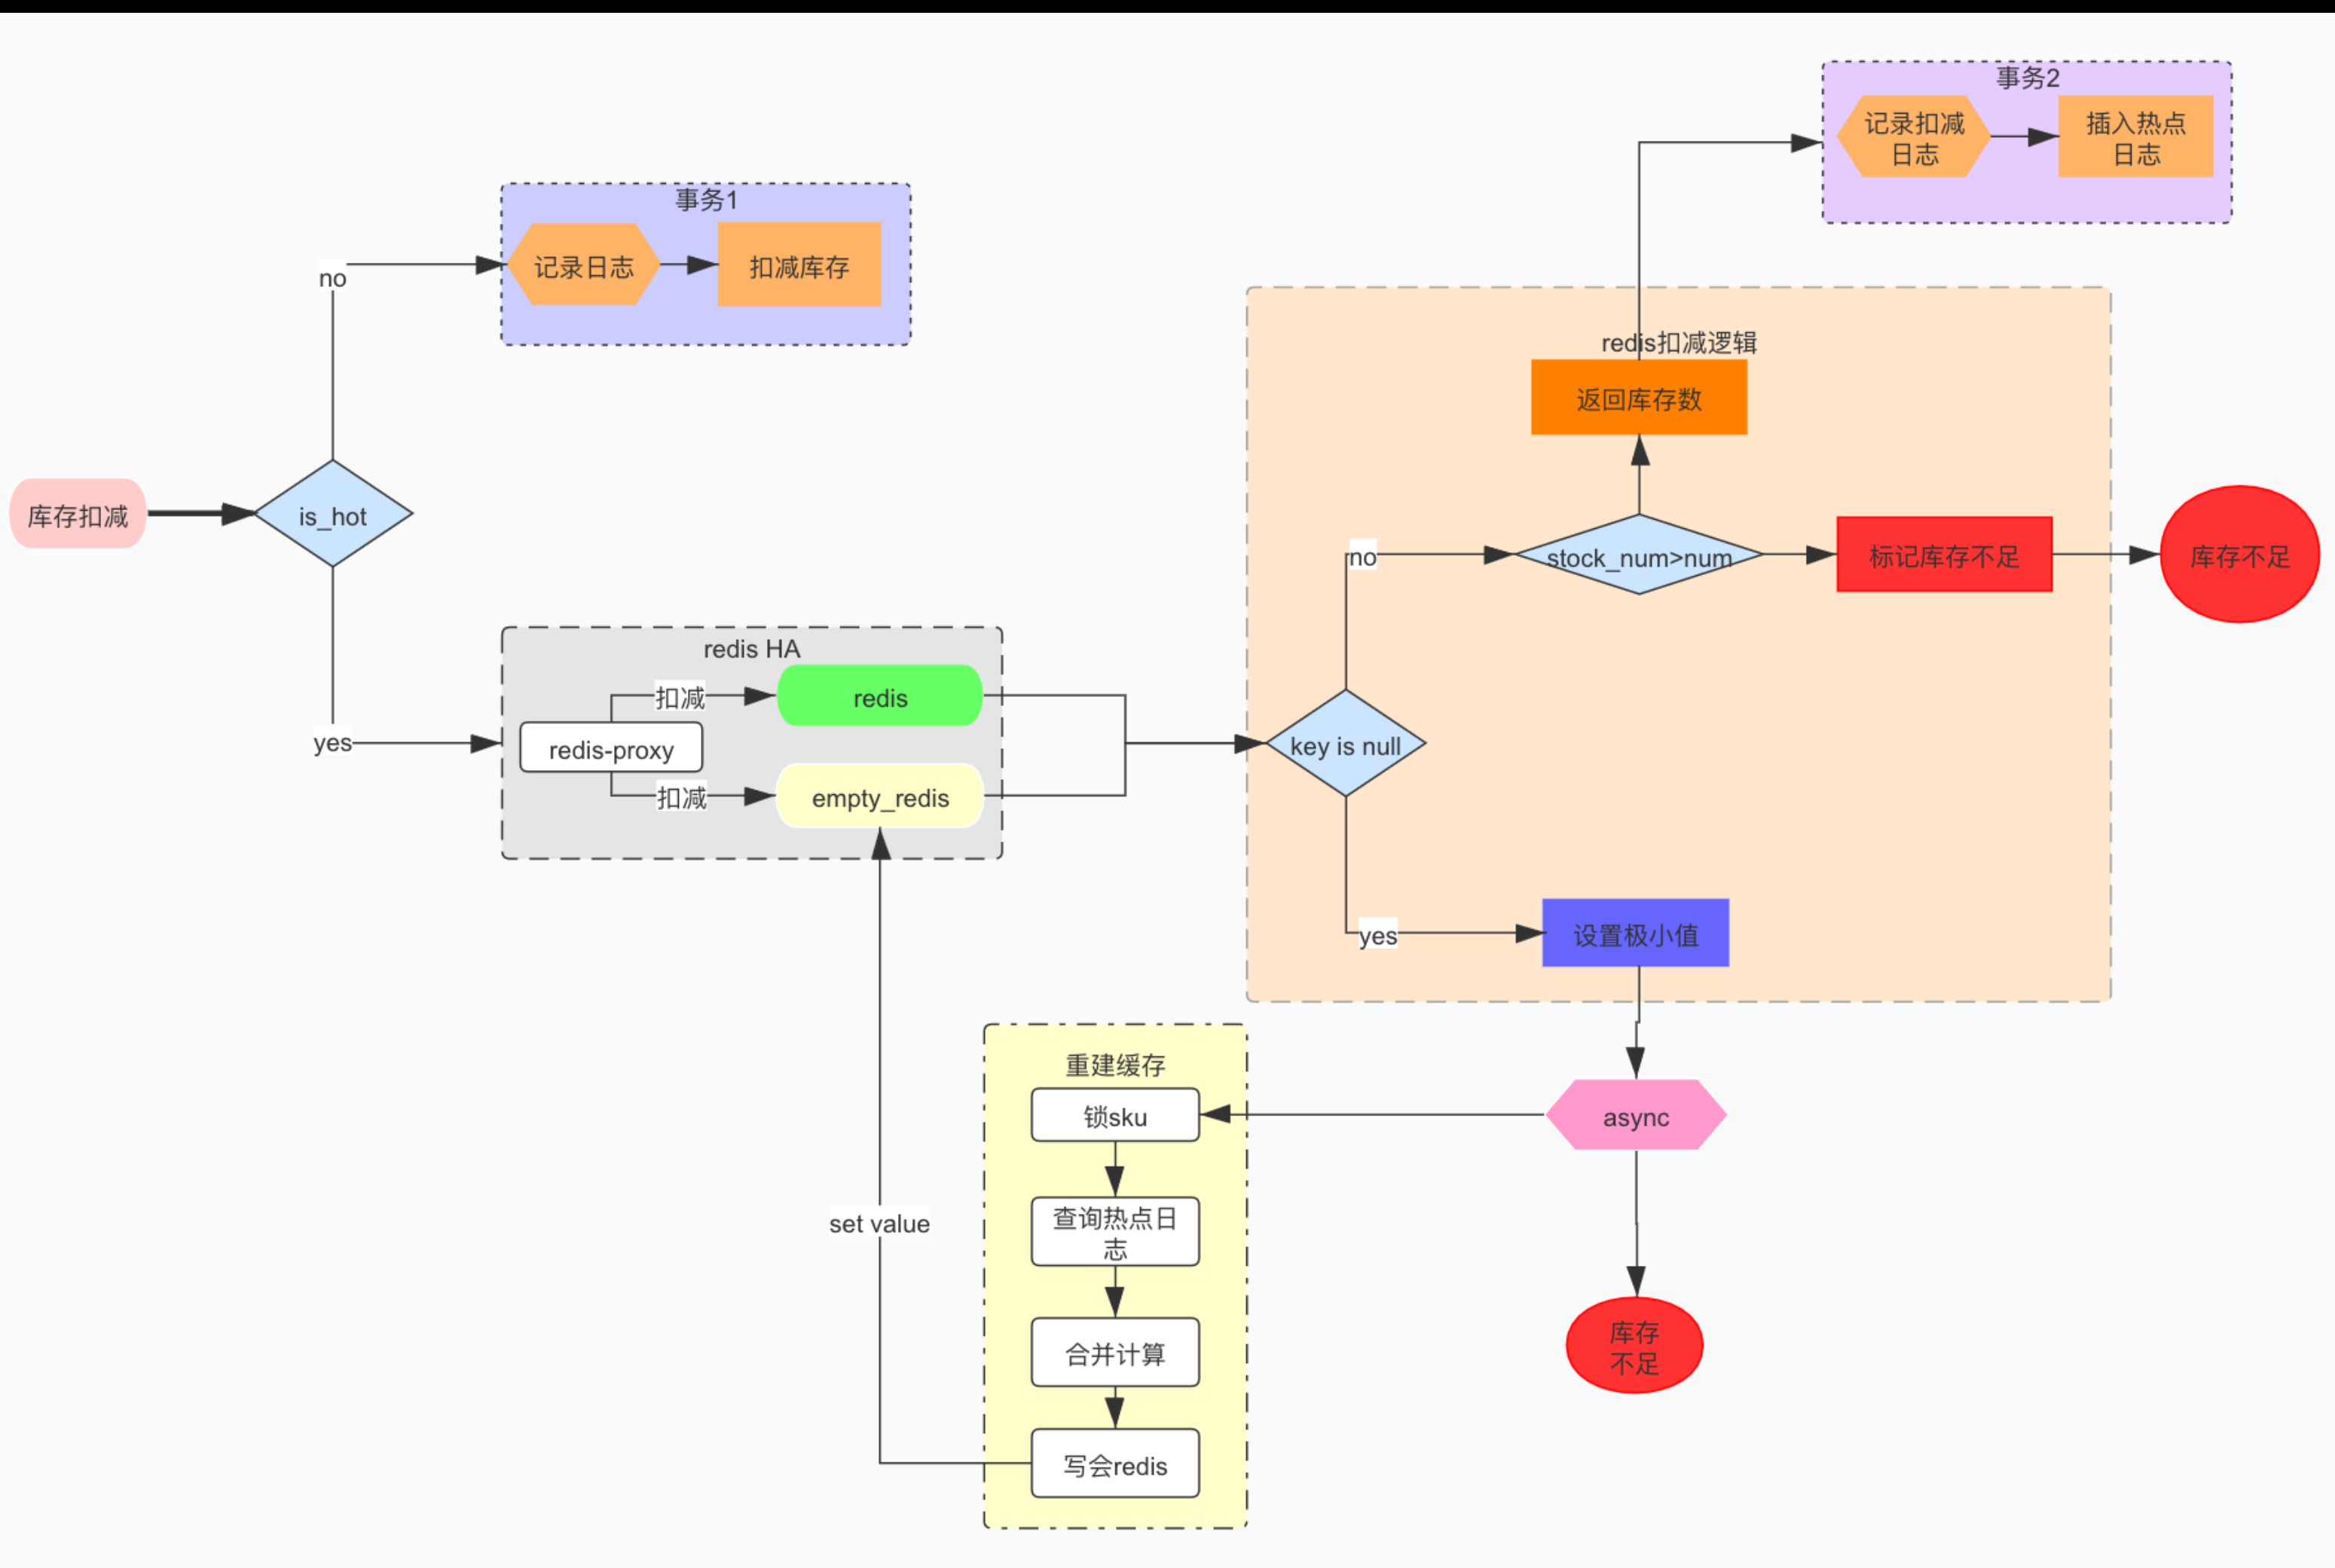 事务2
记录扣减
日志
插入热点
日志
事务1
记录日志
扣减库存
no
redis扣减逻辑
返回库存数
库存扣减
is_hot
no
stock_num>num
标记库存不足
库存不足
redis HA
扣减
redis
yes
redis-proxy
key is null
扣减
empty_redis
yes
设置极小值
重建缓存
锁sku
async
查询热点日
志
set value
库存
不足
合并计算
写会redis